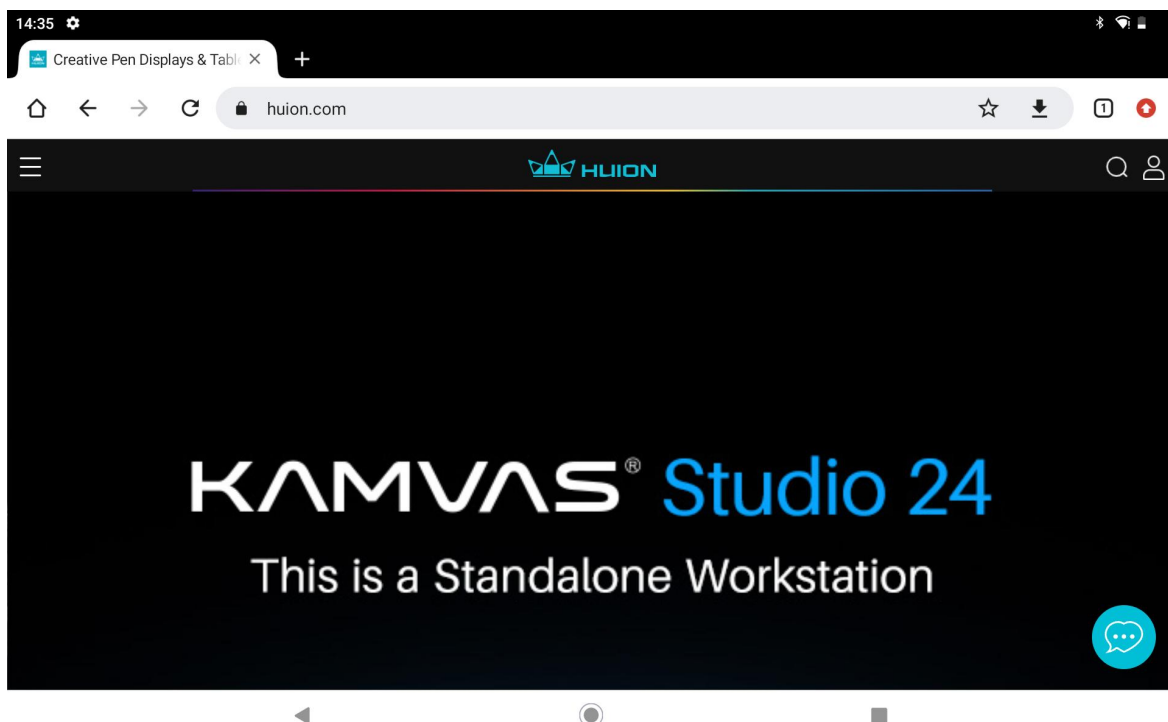 14:35
Creative Pen Displays & Tabl
huion.com
1
HUION
KAMVAS® Studio 24
This is a Standalone Workstation